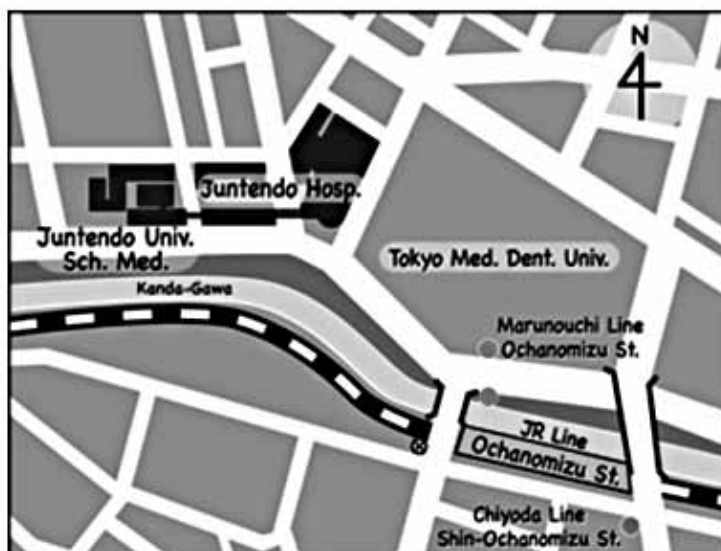 N
Juntendo Hosp.
Juntendo Univ.
Sch. Med.
Tokyo Med. Dent. Univ.
Kanda-Gawa
Marunouchi Line
Ochanomizu St.
JR Line
Ochanomizu St.
Chiyoda Line
Shin-Ochanomizu St.